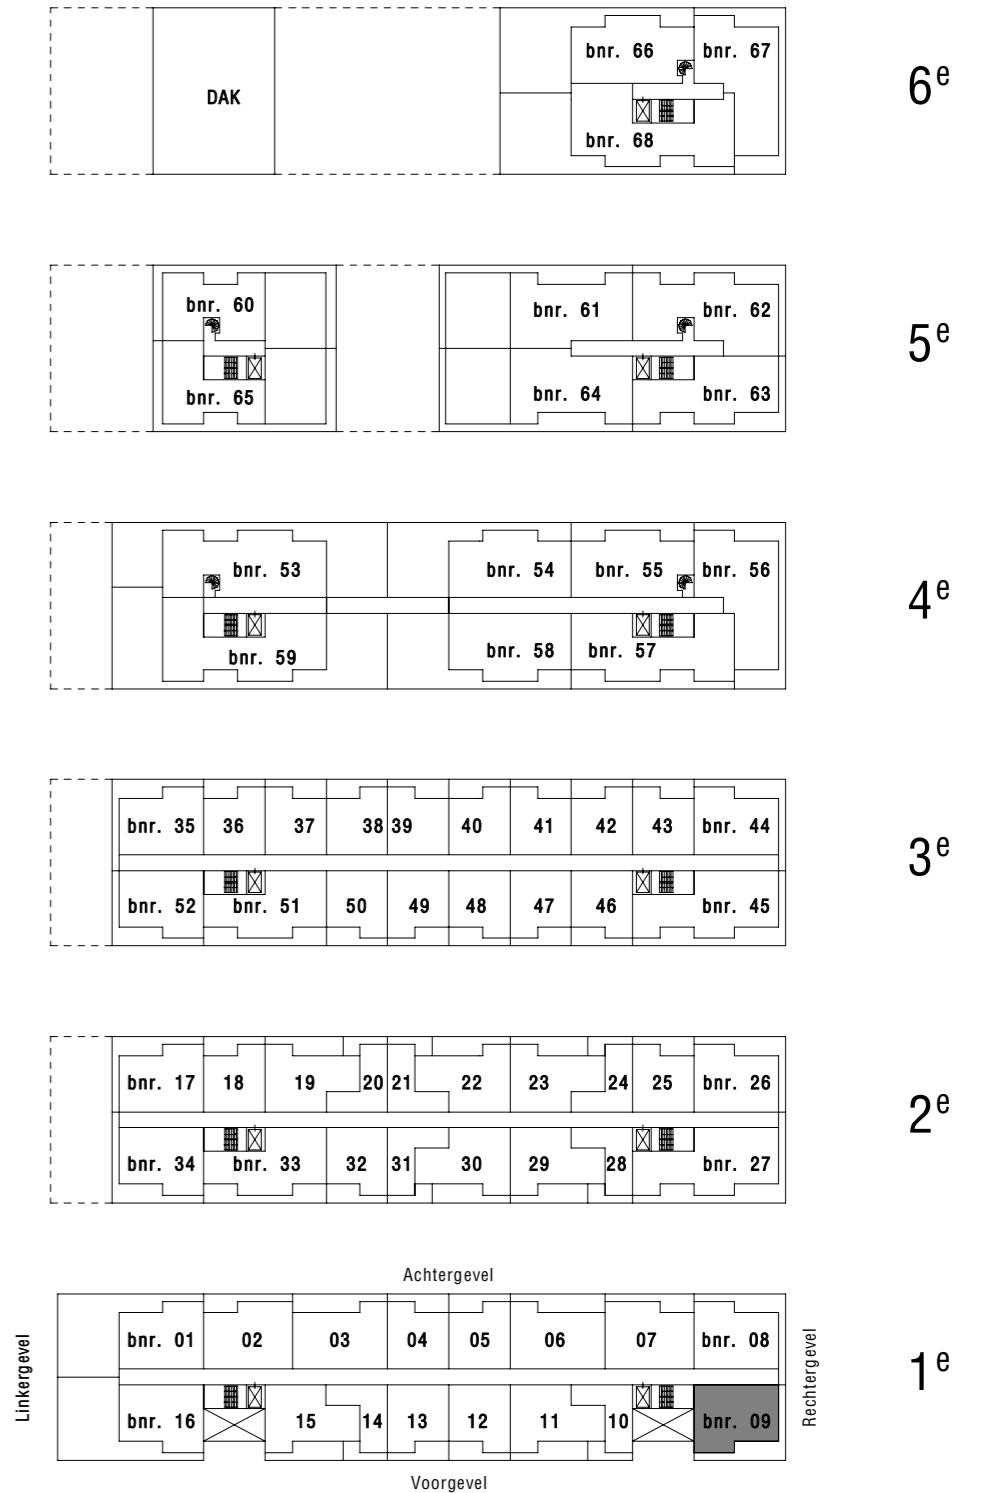 bnr. 66 bnr. 67
DAK
bnr. 68
6e
bnr. 60 bnr. 61 bnr. 62
bnr. 65 bnr. 64 bnr. 63
5e
bnr. 53 bnr. 54 bnr. 55 bnr. 56
bnr. 59 bnr. 58 bnr. 57
4e
bnr. 35 36 37 38 39 40 41 42 43 bnr. 44
bnr. 52 bnr. 51 50 49 48 47 46 bnr. 45
3e
bnr. 17 18 19 20 21 22 23 24 25 bnr. 26
bnr. 34 bnr. 33 32 31 30 29 28 bnr. 27
2e
Achtergevel
bnr. 01 02 03 04 05 06 07 bnr. 08
bnr. 16 15 14 13 12 11 10 bnr. 09
1e
Linkergevel
Rechtergevel
Voorgevel